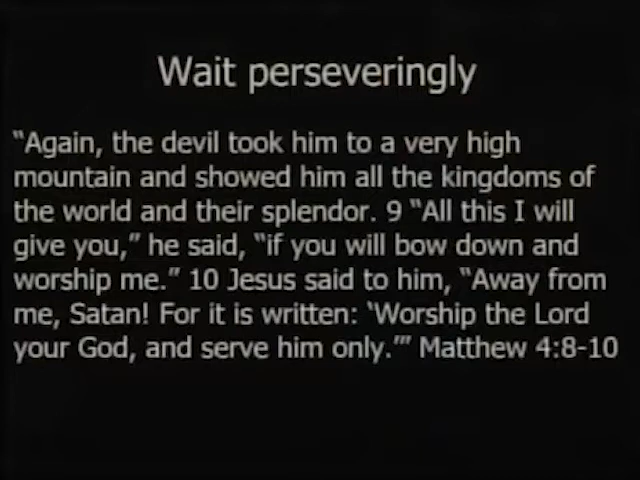 Wait perseveringly
“Again, the devil took him to a very high
mountain and showed him all the kingdoms of
the world and their splendor. 9 “All this I will
give you,” he said, “if you will bow down and
worship me.” 10 Jesus said to him, “Away from
me, Satan! For it is written: ‘Worship the Lord
your God, and serve him only.’” Matthew 4:8-10